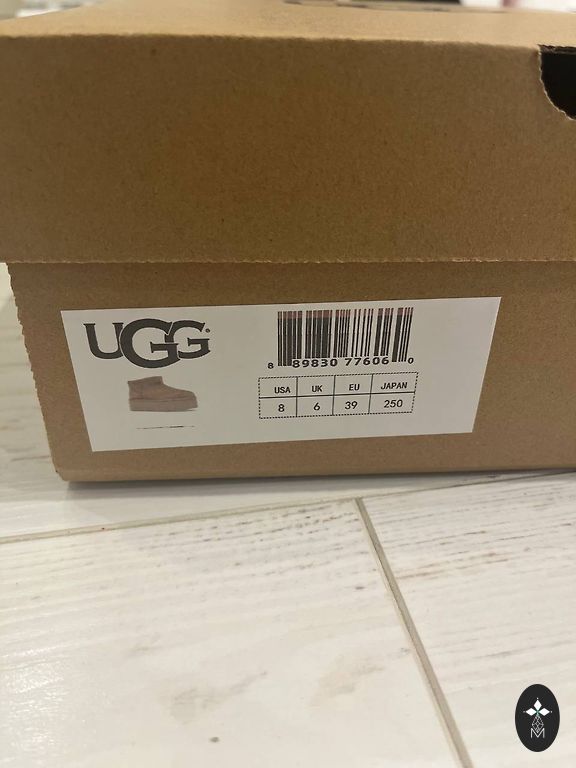 UGG
8 89830 77606 0
USA UK EU JAPAN
8 6 39 250
M